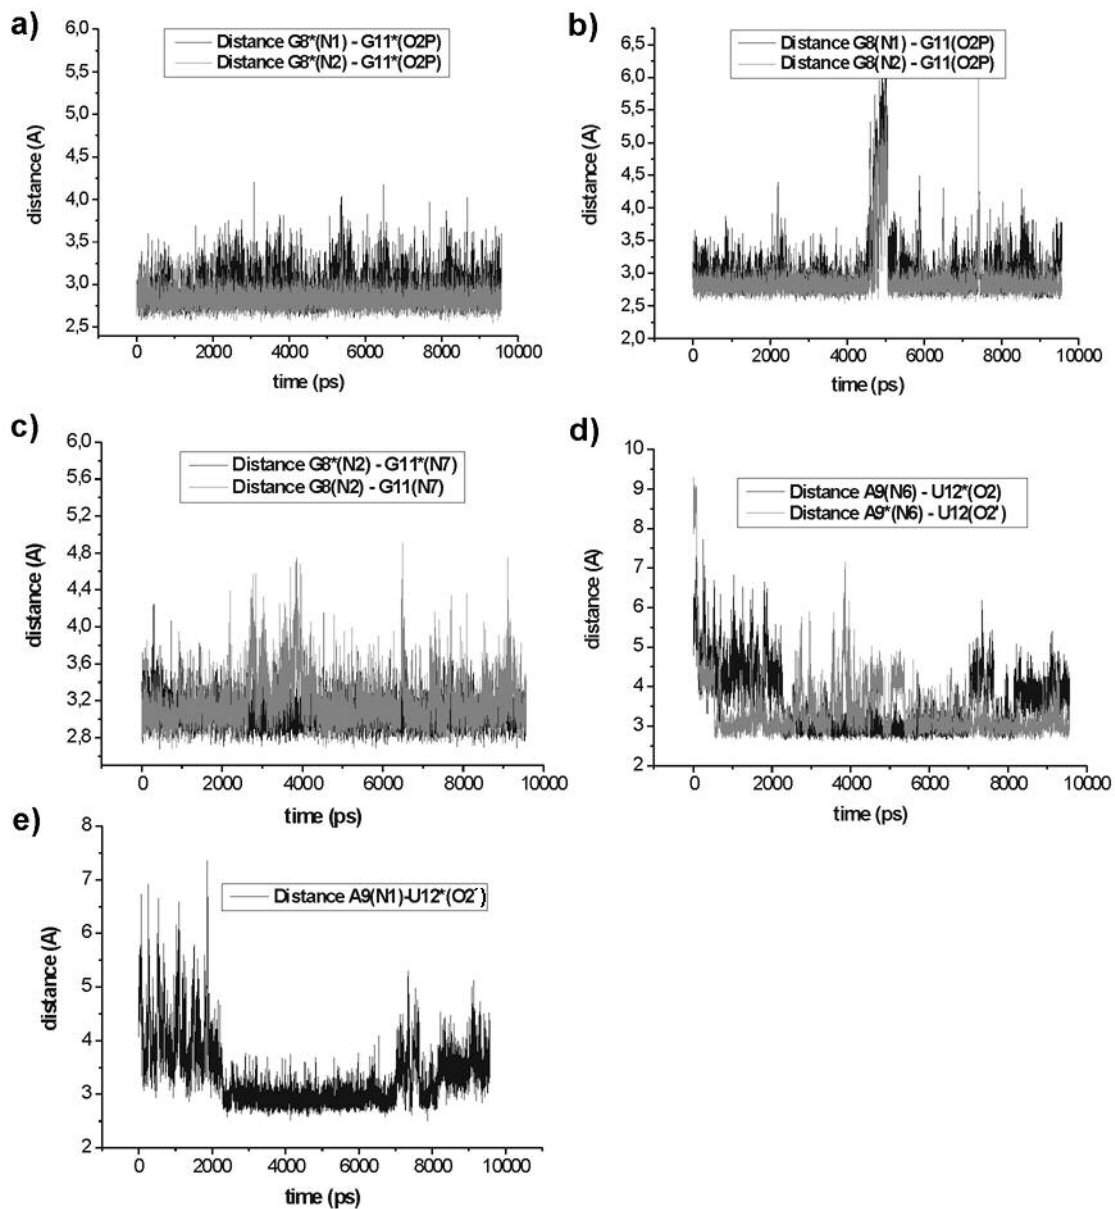 a)
Distance G8*(N1) - G11*(O2P)
Distance G8*(N2) - G11*(O2P)
6,0
5,5
5,0
4,5
4,0
3,5
3,0
2,5
distance (A)
0 2000 4000 6000 8000 10000
time (ps)
b)
Distance G8(N1) - G11(O2P)
Distance G8(N2) - G11(O2P)
6,5
6,0
5,5
5,0
4,5
4,0
3,5
3,0
2,5
2,0
distance (A)
0 2000 4000 6000 8000 10000
time (ps)
c)
Distance G8*(N2) - G11*(N7)
Distance G8(N2) - G11(N7)
6,0
5,6
5,2
4,8
4,4
4,0
3,6
3,2
2,8
distance (A)
0 2000 4000 6000 8000 10000
time (ps)
d)
Distance A9(N6) - U12*(O2)
Distance A9*(N6) - U12(O2')
10
9
8
7
6
5
4
3
2
distance (A)
0 2000 4000 6000 8000 10000
time (ps)
e)
Distance A9(N1)-U12*(O2´)
8
7
6
5
4
3
2
distance (A)
0 2000 4000 6000 8000 10000
time (ps)